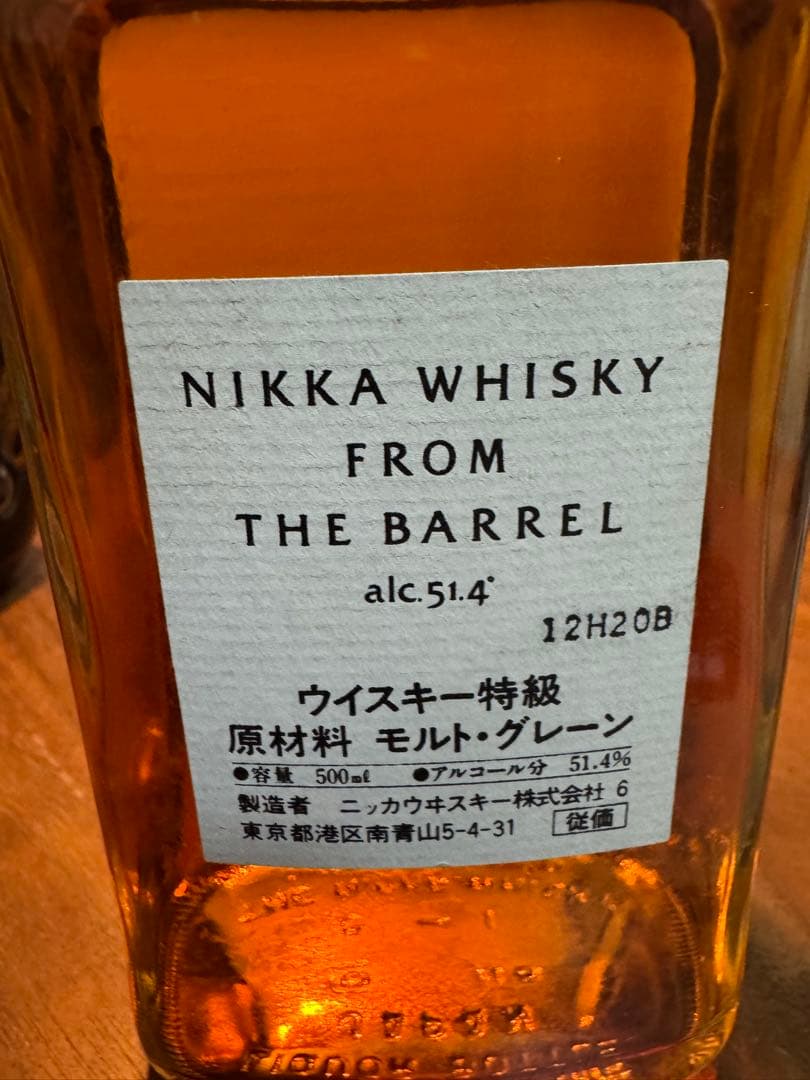 NIKKA WHISKY
FROM
THE BARREL
alc.51.4°
12H20B
ウイスキー特級
原材料 モルト・グレーン
●容量 500㎖ ●アルコール分 51.4%
製造者 ニッカウヰスキー株式会社 6
東京都港区南青山5-4-31 従価